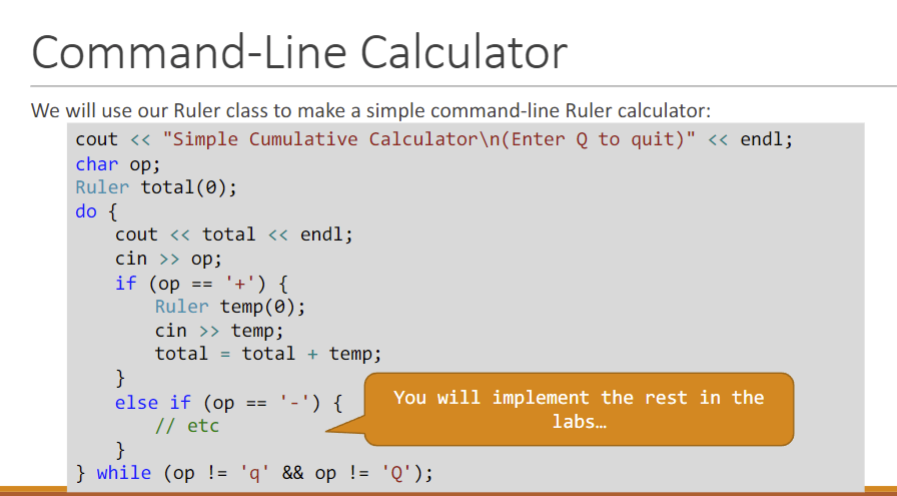 Command-Line Calculator
We will use our Ruler class to make a simple command-line Ruler calculator:
cout << "Simple Cumulative Calculator\n(Enter Q to quit)" << endl;
char op;
Ruler total(0);
do {
    cout << total << endl;
    cin >> op;
    if (op == '+') {
        Ruler temp(0);
        cin >> temp;
        total = total + temp;
    }
    else if (op == '-') {
        // etc
    }
} while (op != 'q' && op != 'Q');
You will implement the rest in the
labs…